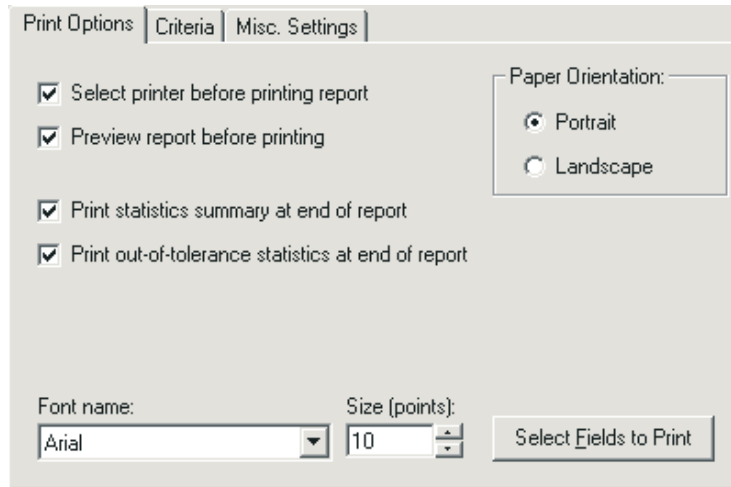 Print Options
Criteria
Misc. Settings
Select printer before printing report
Preview report before printing
Paper Orientation:
Portrait
Landscape
Print statistics summary at end of report
Print out-of-tolerance statistics at end of report
Font name:
Arial
Size (points):
10
Select Fields to Print